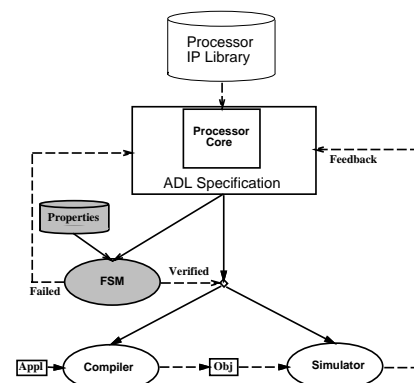 Processor
IP Library
Processor
Core
ADL Specification
Feedback
Properties
FSM
Verified
Failed
Appl
Compiler
Obj
Simulator